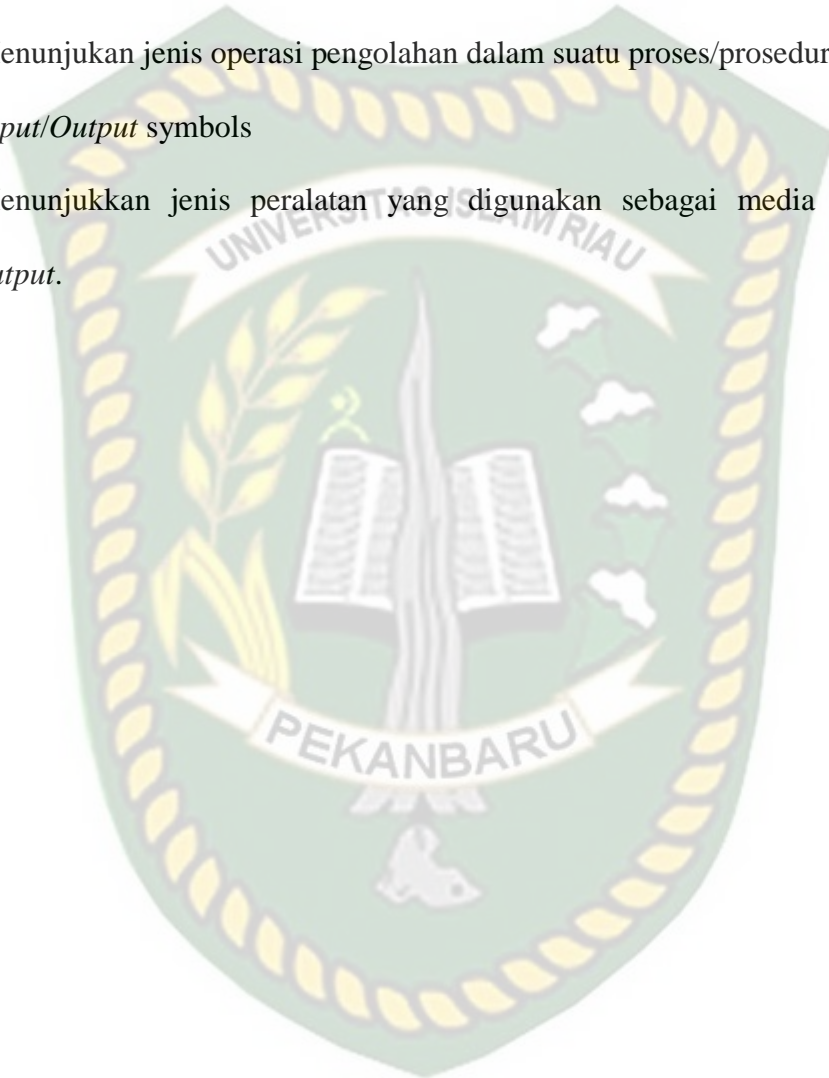 enunjukan jenis operasi pengolahan dalam suatu proses/prosedur
put/Output symbols
enunjukkan jenis peralatan yang digunakan sebagai media
utput.
UNIVERSITAS ISLAM RIAU
PEKANBARU